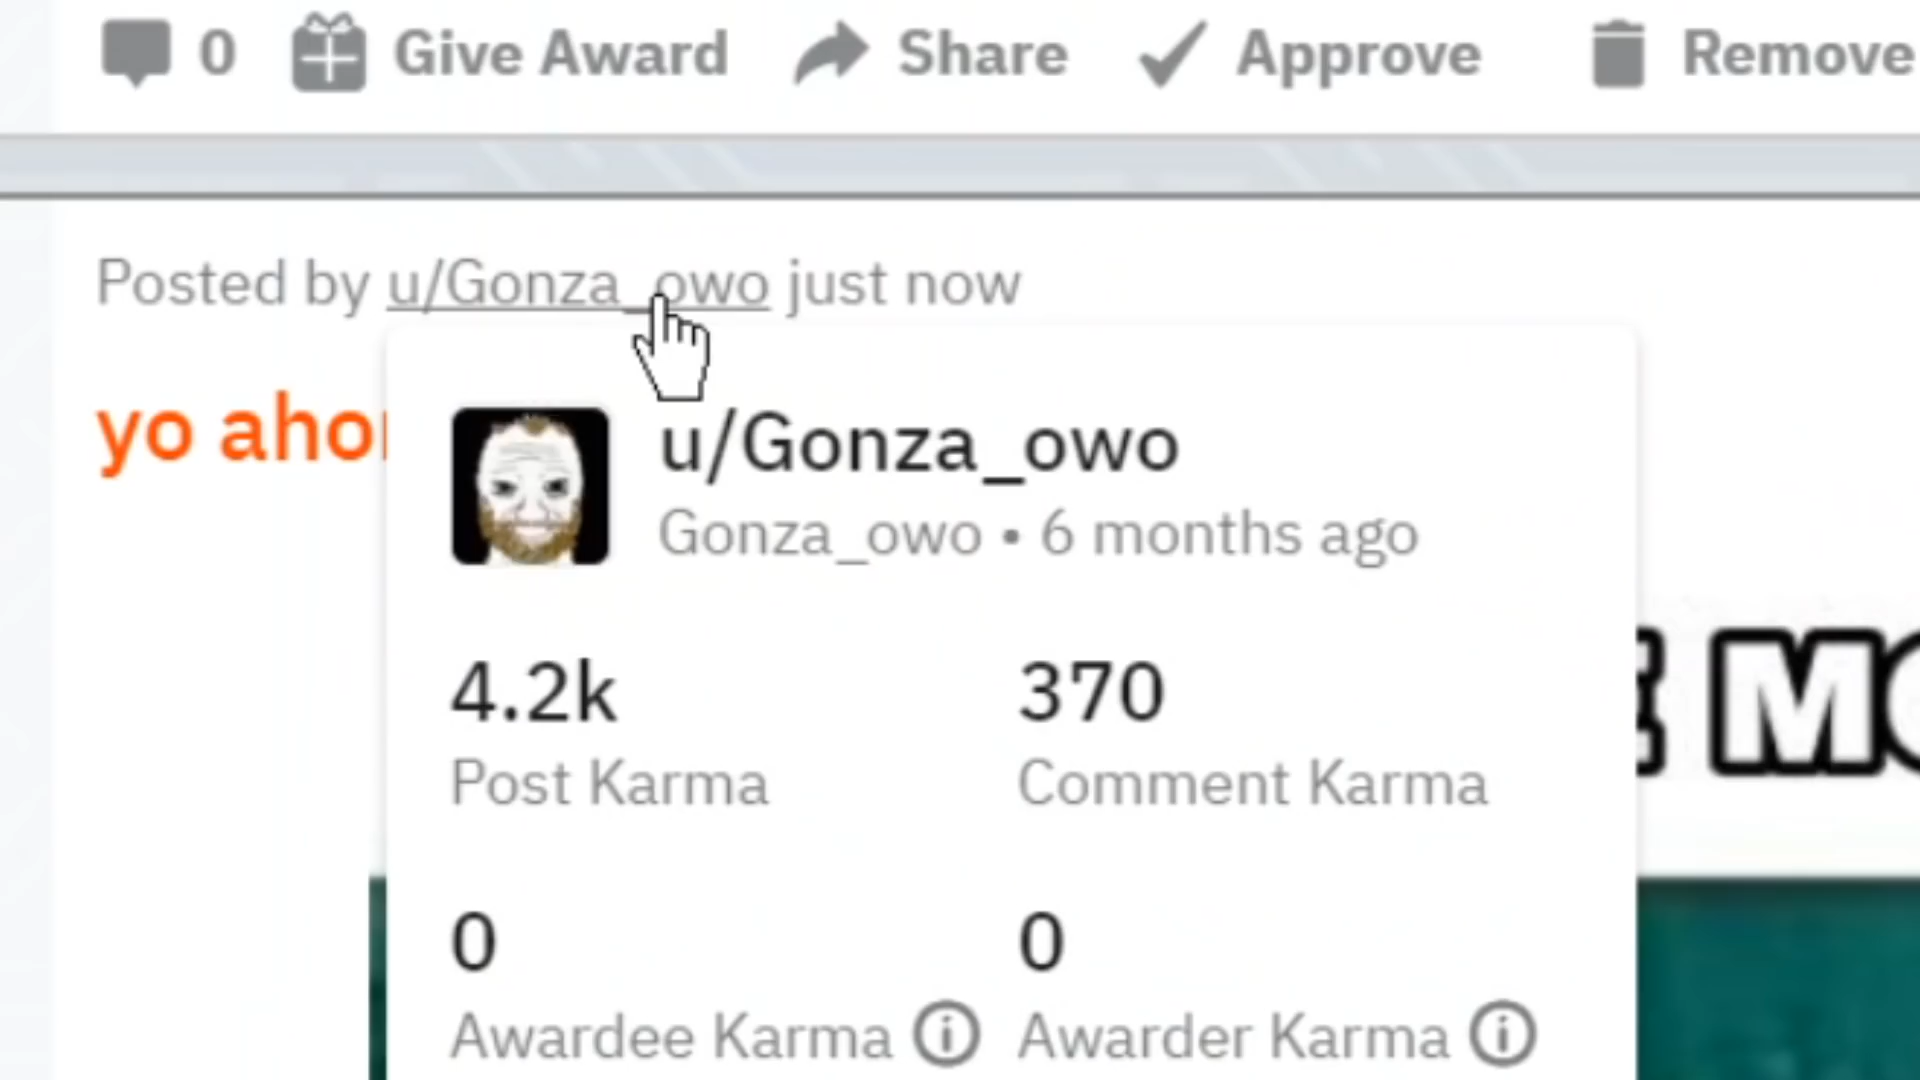 0 Give Award Share Approve Remove
Posted by u/Gonza_owo just now
yo aho
u/Gonza_owo
Gonza_owo • 6 months ago
4.2k 370
Post Karma Comment Karma
0 0
Awardee Karma Awarder Karma